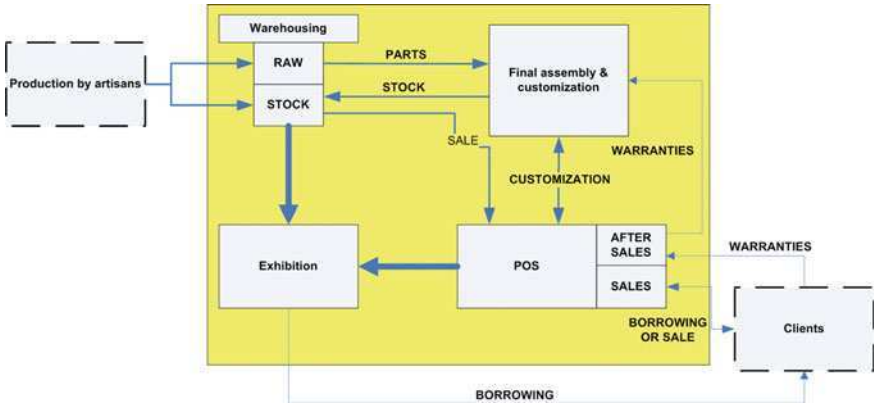 Warehousing
RAW
STOCK
Production by artisans
PARTS
STOCK
Final assembly &
customization
SALE
WARRANTIES
CUSTOMIZATION
Exhibition
POS
AFTER
SALES
SALES
WARRANTIES
BORROWING
OR SALE
Clients
BORROWING